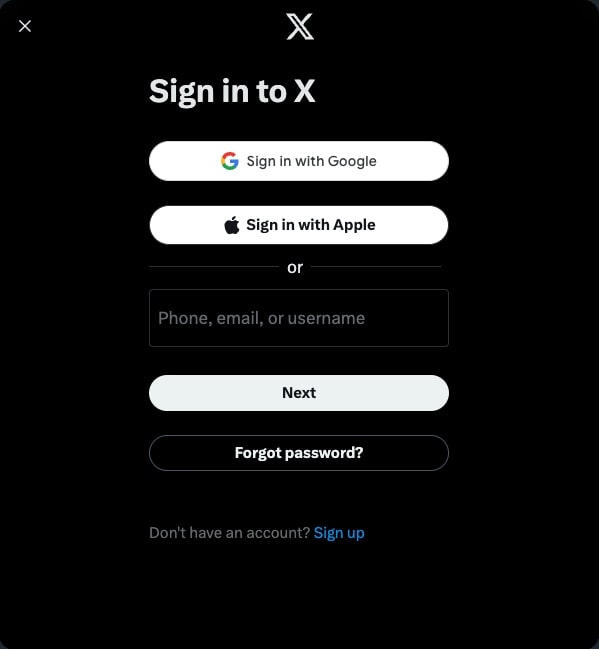 Sign in to X
Sign in with Google
Sign in with Apple
or
Phone, email, or username
Next
Forgot password?
Don't have an account? Sign up